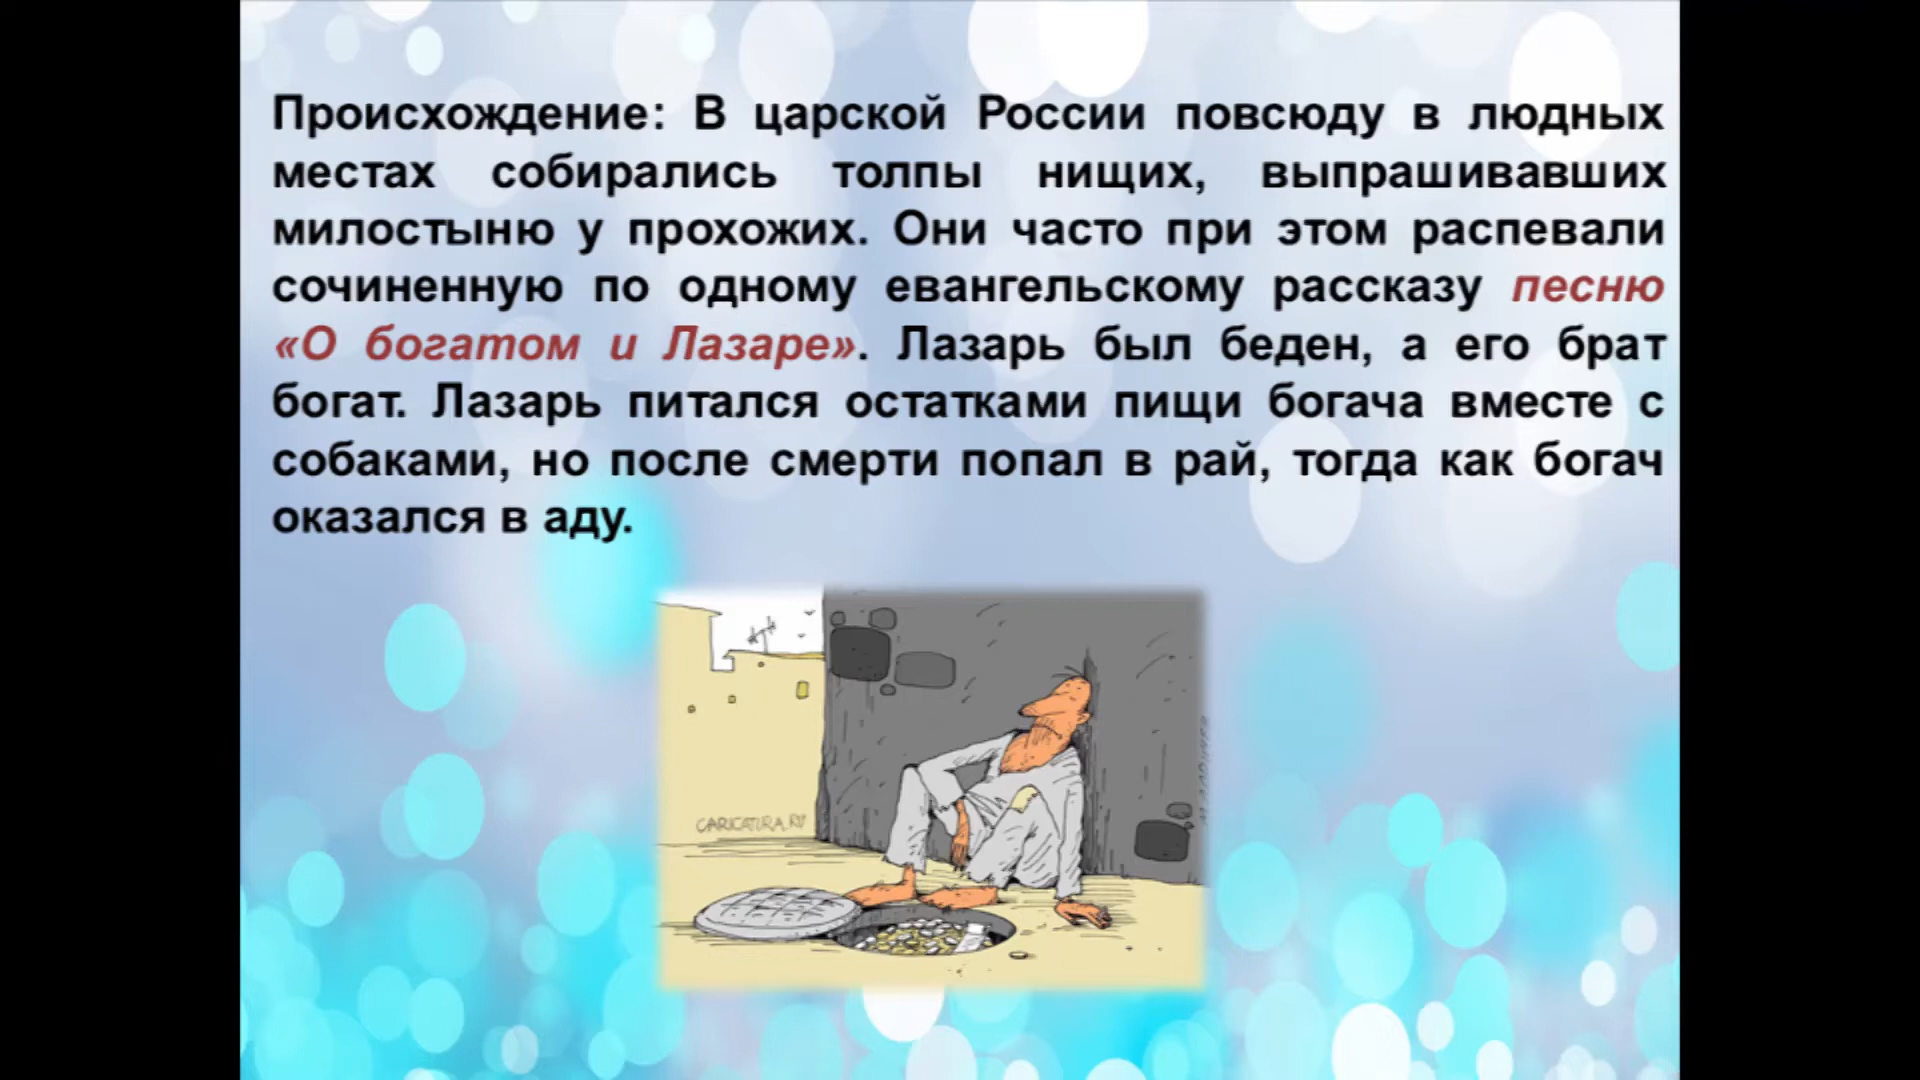 Происхождение: В царской России повсюду в людных
местах собирались толпы нищих, выпрашивавших
милостыню у прохожих. Они часто при этом распевали
сочиненную по одному евангельскому рассказу песню
«О богатом и Лазаре». Лазарь был беден, а его брат
богат. Лазарь питался остатками пищи богача вместе с
собаками, но после смерти попал в рай, тогда как богач
оказался в аду.
CARICATURA.RU